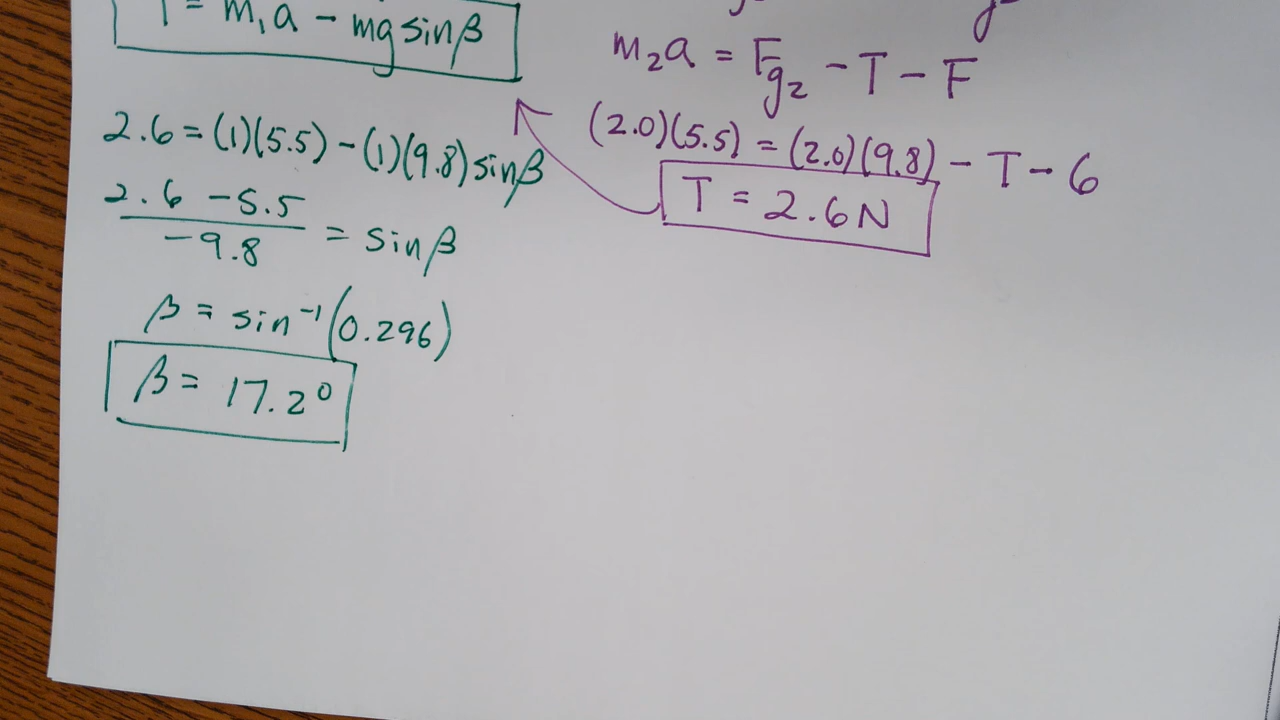 = m₁a - mg sinβ
2.6 = (1)(5.5) - (1)(9.8) sinβ
2.6 - 5.5 / -9.8 = sinβ
β = sin⁻¹(0.296)
β = 17.2°
m₂a = Fg₂ - T - F
(2.0)(5.5) = (2.0)(9.8) - T - 6
T = 2.6N